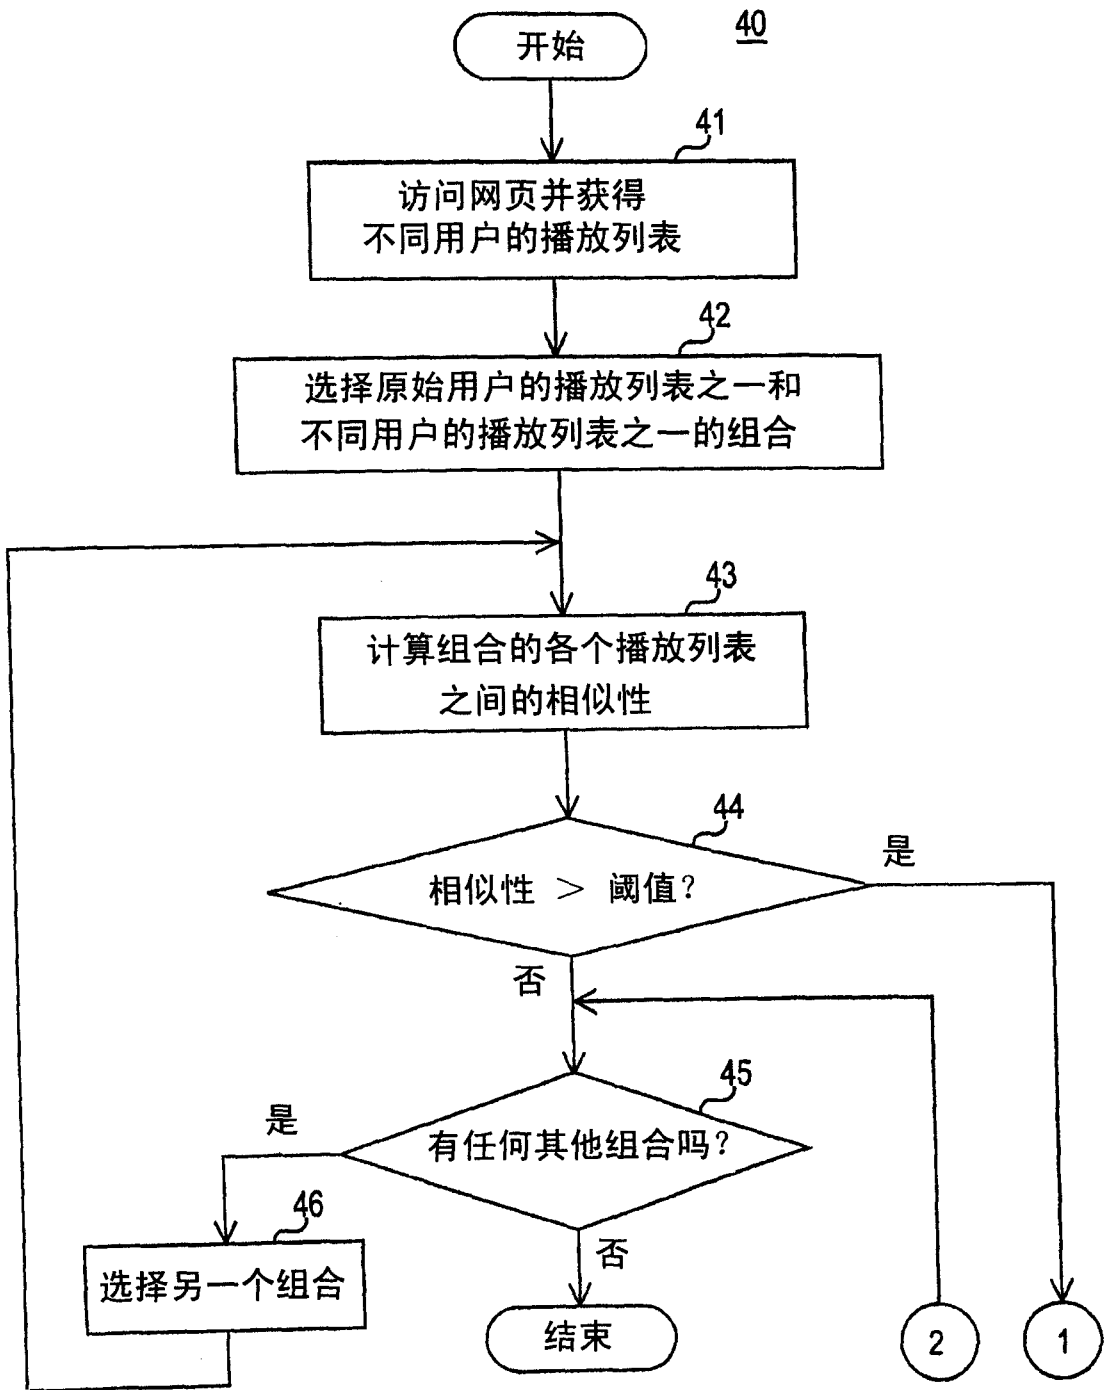 开始
40
41
访问网页并获得
不同用户的播放列表
42
选择原始用户的播放列表之一和
不同用户的播放列表之一的组合
43
计算组合的各个播放列表
之间的相似性
44
相似性 > 阈值?
是
否
45
有任何其他组合吗?
是
46
选择另一个组合
否
结束
2
1